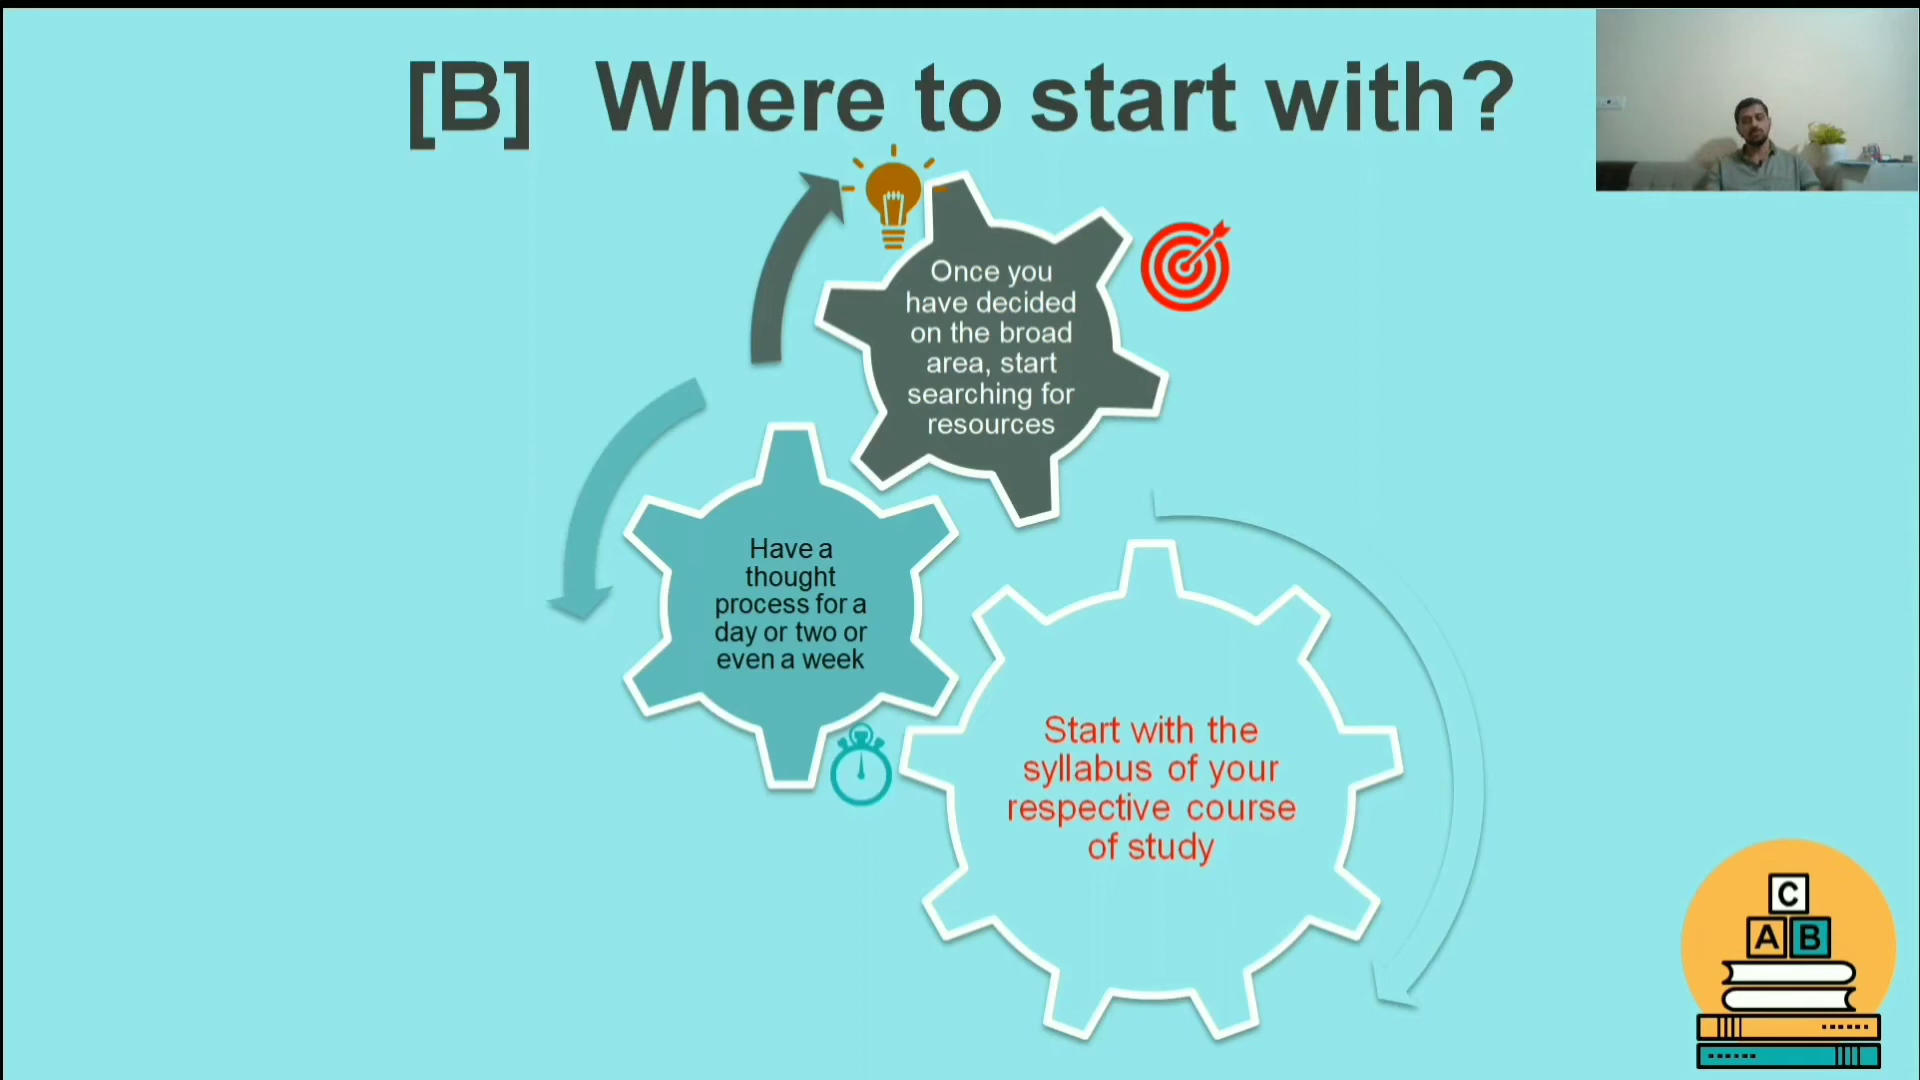 [B] Where to start with?
Once you
have decided
on the broad
area, start
searching for
resources
Have a
thought
process for a
day or two or
even a week
Start with the
syllabus of your
respective course
of study
C
A B